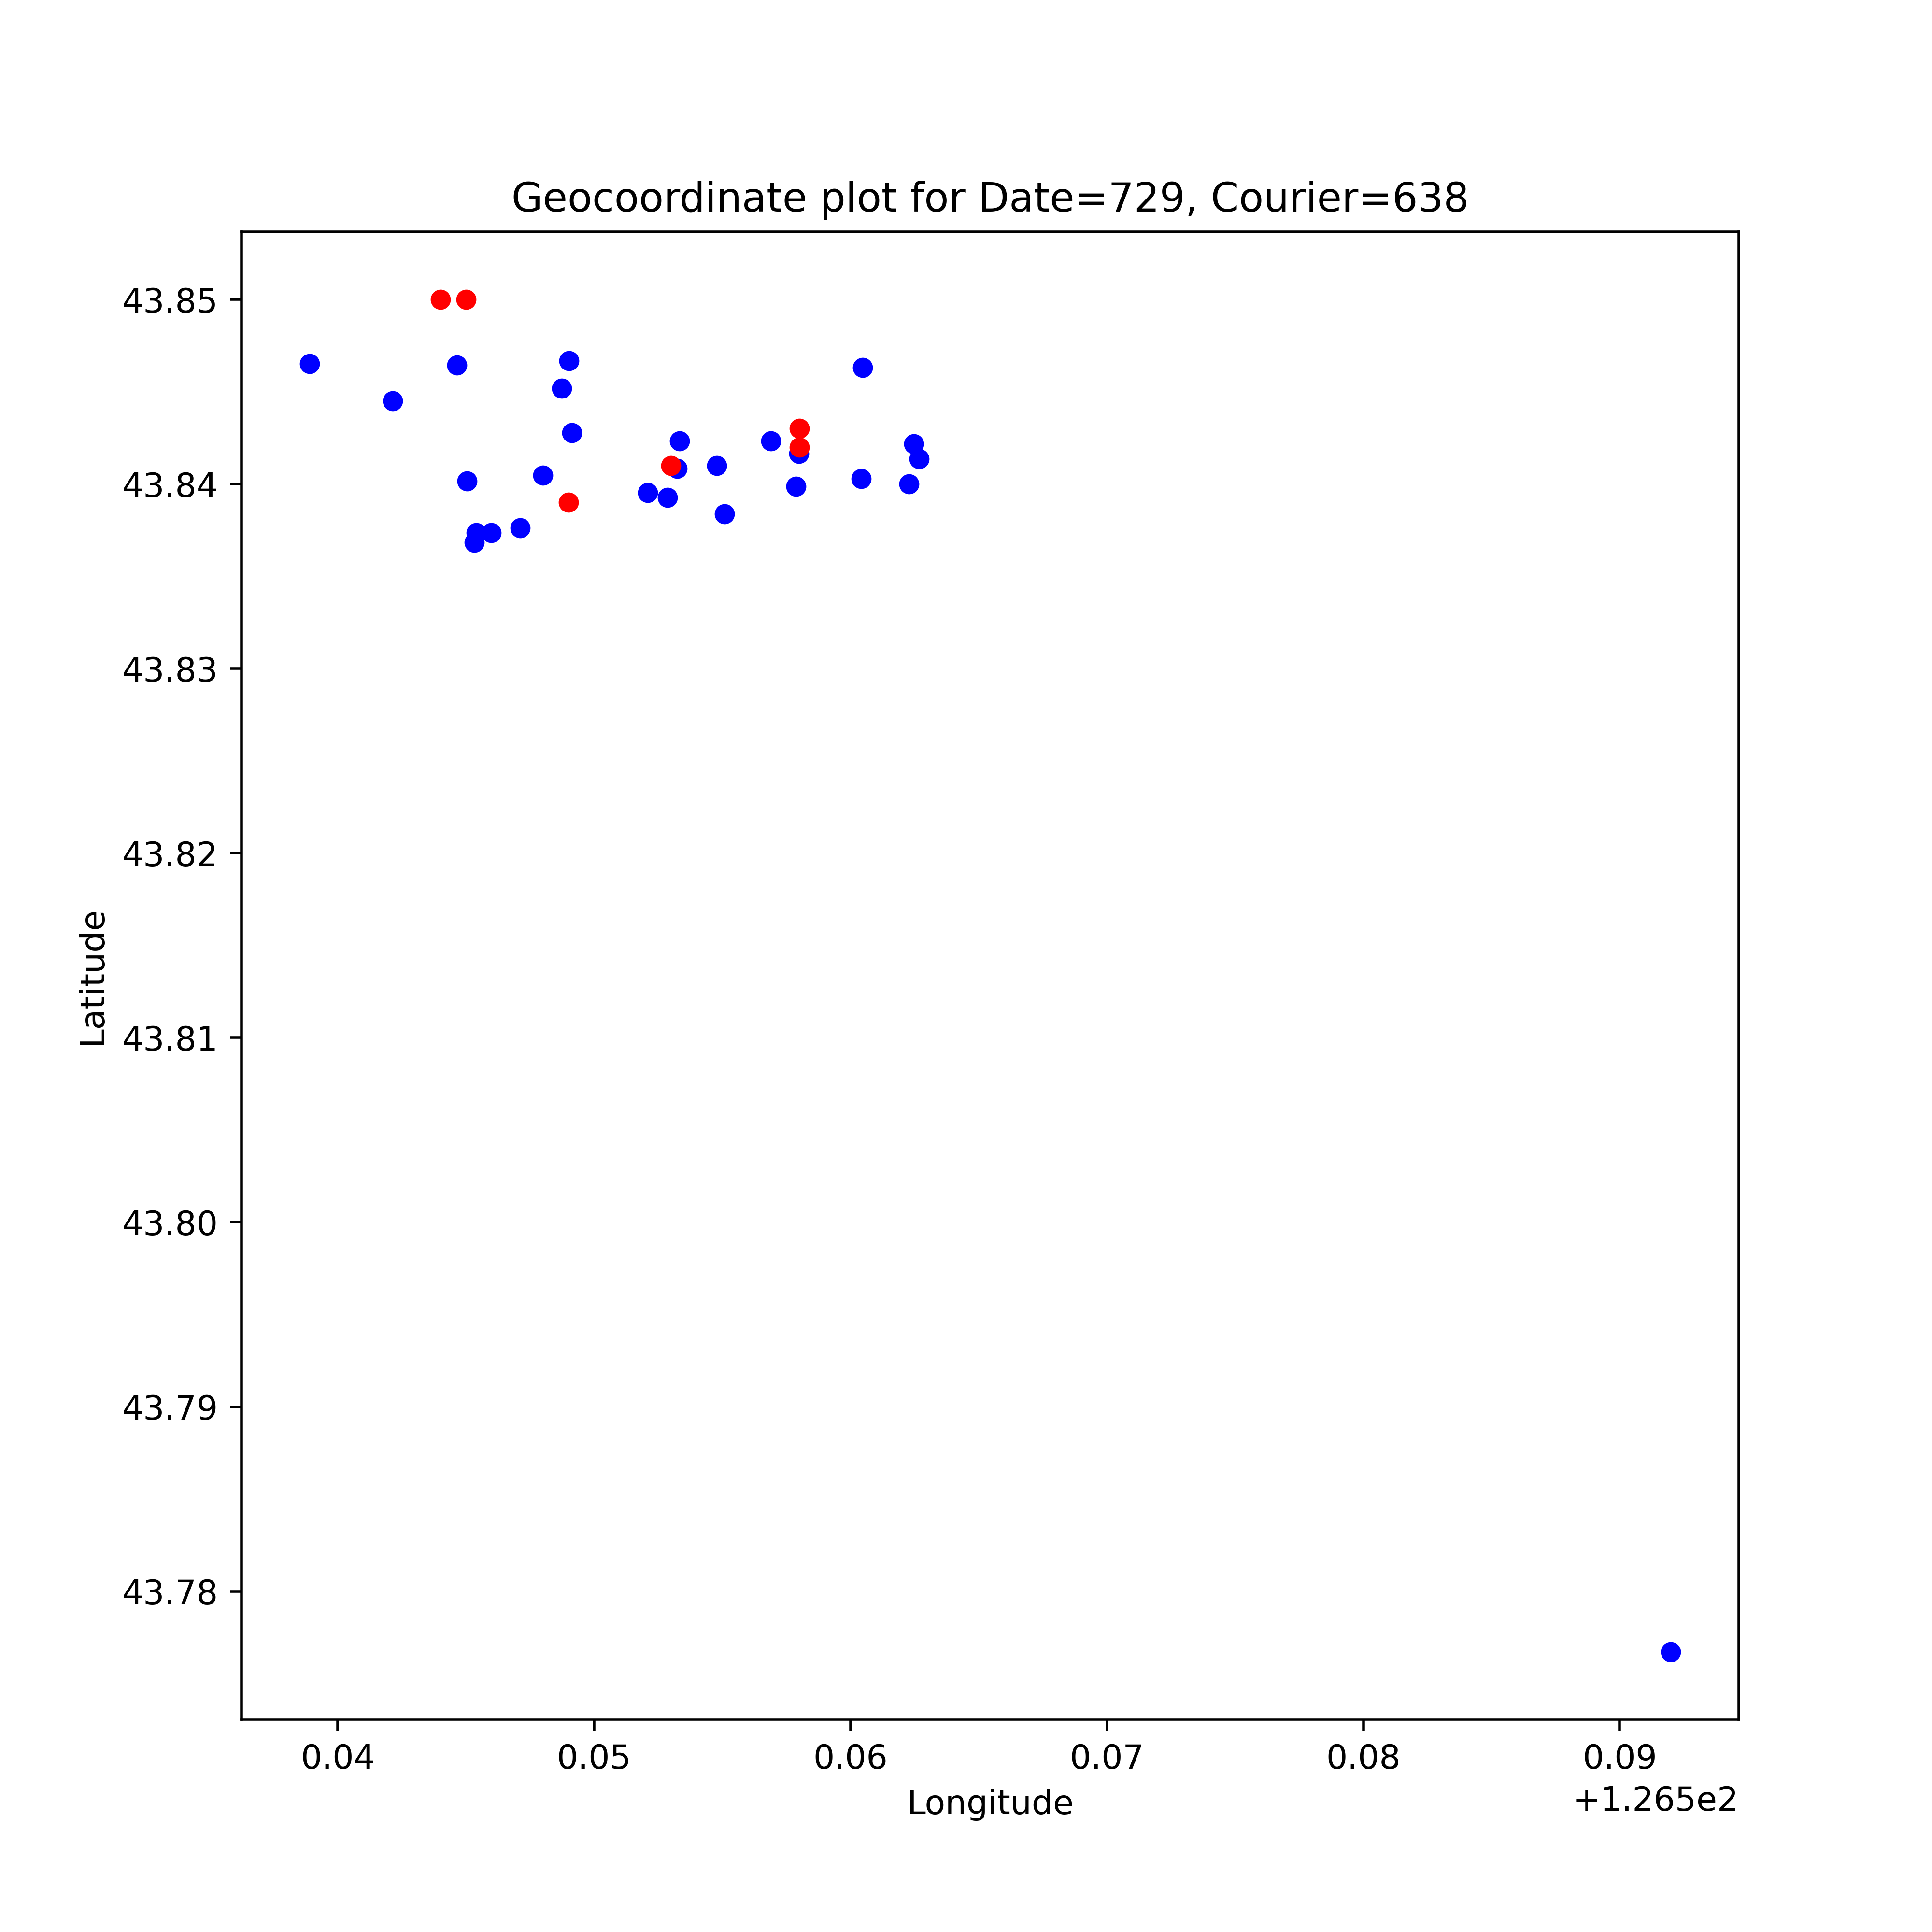 Geocoordinate plot for Date=729, Courier=638
43.85
43.84
43.83
43.82
43.81
43.80
43.79
43.78
Latitude
0.04 0.05 0.06 0.07 0.08 0.09
+1.265e2
Longitude